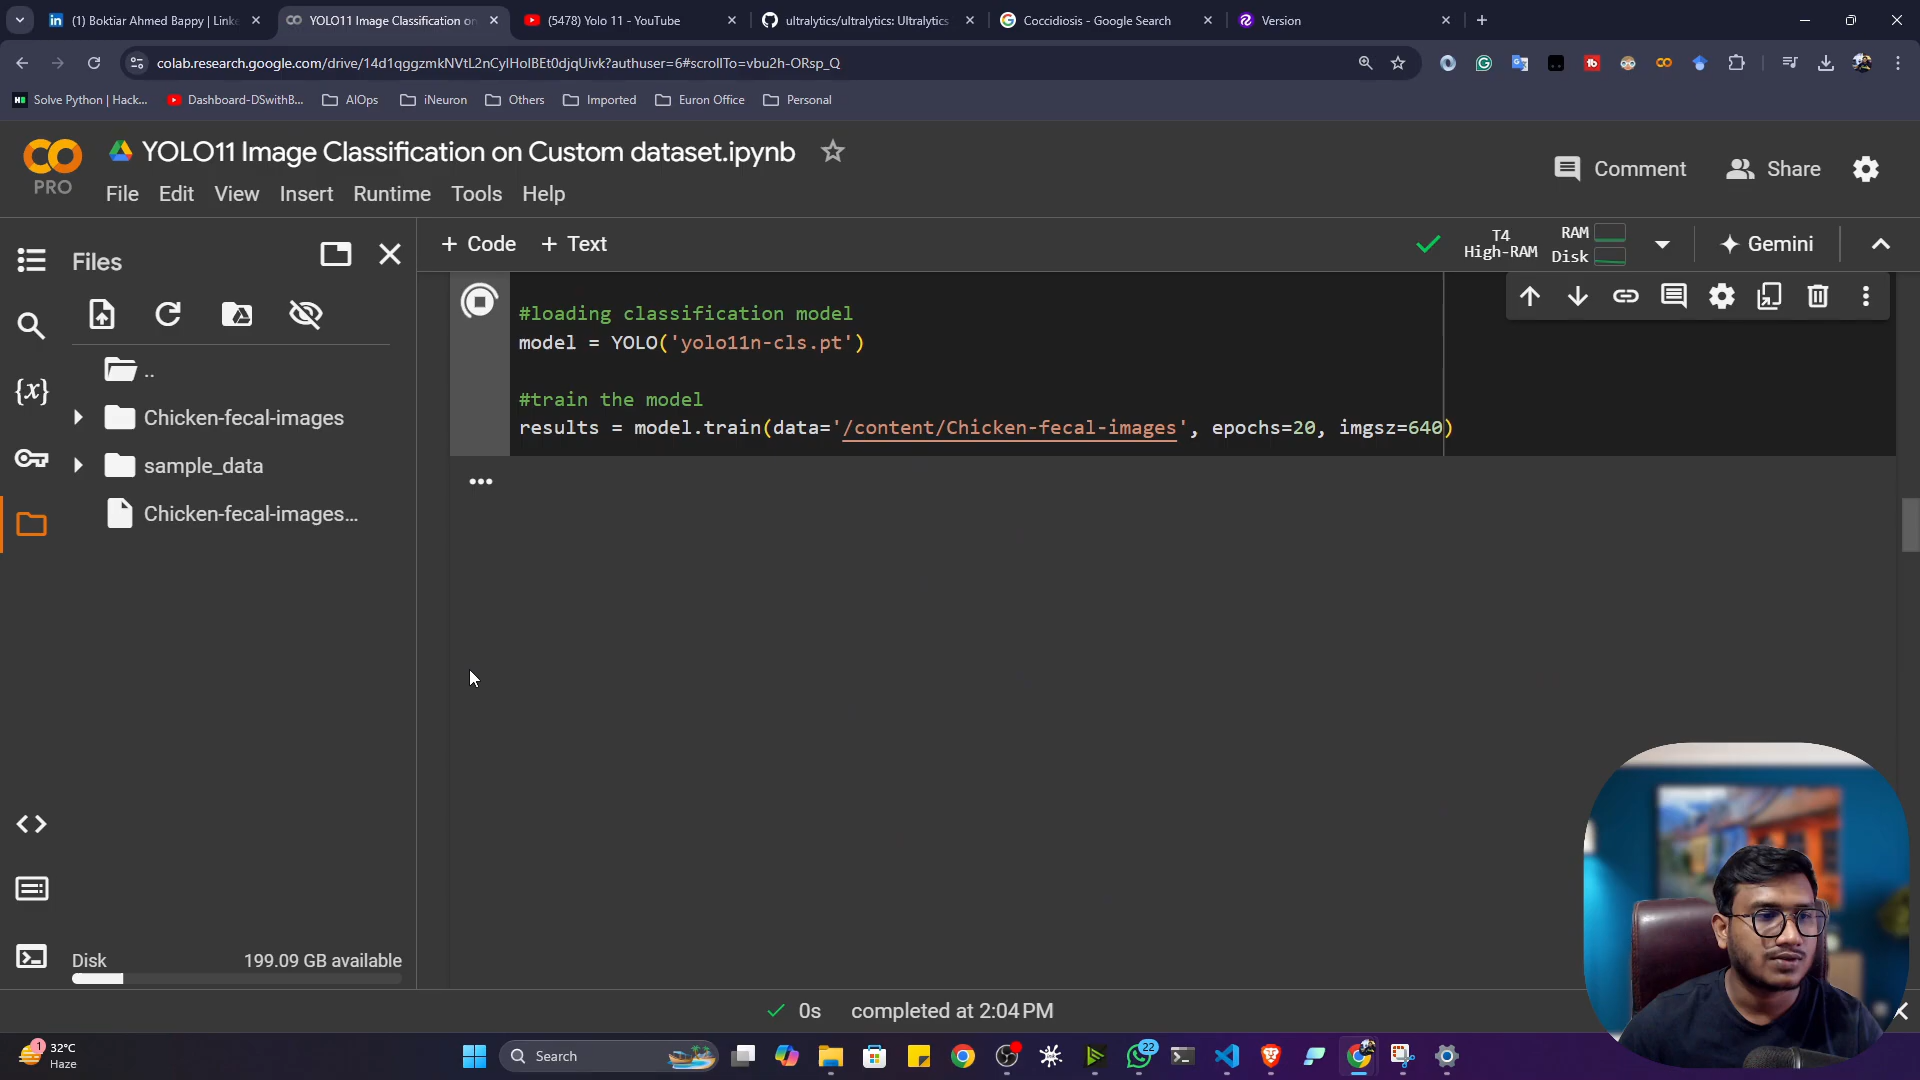 (1) Boktiar Ahmed Bappy | Linke
YOLO11 Image Classification on
(5478) Yolo 11 - YouTube
ultralytics/ultralytics: Ultralytics
Coccidiosis - Google Search
Version
colab.research.google.com/drive/14d1qggzmkNVtL2nCylHolBEt0djqUivk?authuser=6#scrollTo=vbu2h-ORsp_Q
Solve Python | Hack...
Dashboard-DSwithB...
AIOps
iNeuron
Others
Imported
Euron Office
Personal
YOLO11 Image Classification on Custom dataset.ipynb
PRO
File Edit View Insert Runtime Tools Help
Comment
Share
Files
+ Code + Text
T4
High-RAM
RAM
Disk
Gemini
#loading classification model
model = YOLO('yolo11n-cls.pt')
#train the model
results = model.train(data='/content/Chicken-fecal-images', epochs=20, imgsz=640)
..
Chicken-fecal-images
sample_data
Chicken-fecal-images...
{x}
Disk 199.09 GB available
0s completed at 2:04 PM
1
32°C
Haze
Search
22